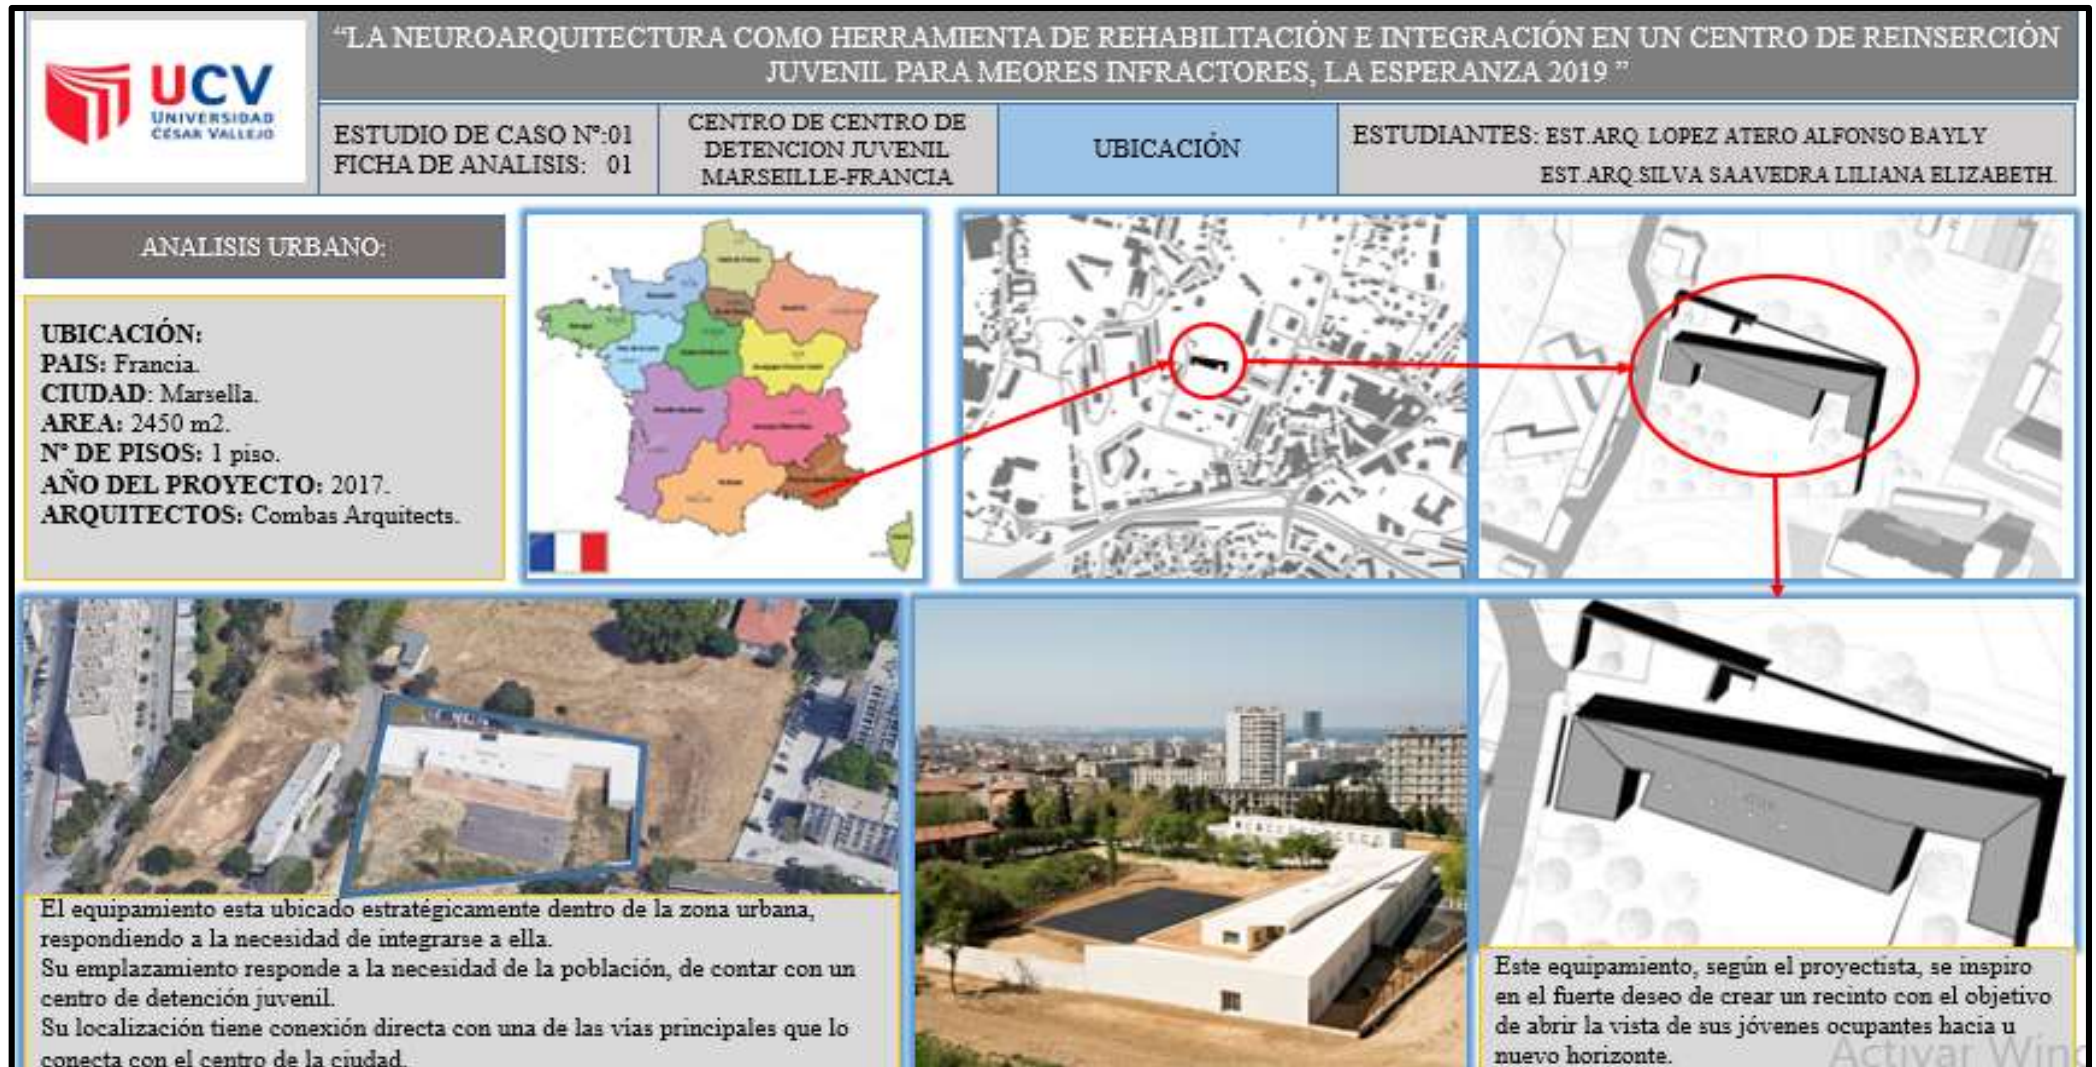 UCV
UNIVERSIDAD
CÉSAR VALLEJO
“LA NEUROARQUITECTURA COMO HERRAMIENTA DE REHABILITACIÓN E INTEGRACIÓN EN UN CENTRO DE REINSERCIÓN
JUVENIL PARA MEORES INFRACTORES, LA ESPERANZA 2019 ”
ESTUDIO DE CASO N°:01
FICHA DE ANALISIS: 01
CENTRO DE CENTRO DE
DETENCION JUVENIL
MARSEILLE-FRANCIA
UBICACIÓN
ESTUDIANTES: EST.ARQ. LOPEZ ATERO ALFONSO BAYLY
EST.ARQ.SILVA SAAVEDRA LILIANA ELIZABETH.
ANALISIS URBANO:
UBICACIÓN:
PAIS: Francia.
CIUDAD: Marsella.
AREA: 2450 m2.
N° DE PISOS: 1 piso.
AÑO DEL PROYECTO: 2017.
ARQUITECTOS: Combas Arquitects.
El equipamiento esta ubicado estratégicamente dentro de la zona urbana,
respondiendo a la necesidad de integrarse a ella.
Su emplazamiento responde a la necesidad de la población, de contar con un
centro de detención juvenil.
Su localización tiene conexión directa con una de las vias principales que lo
conecta con el centro de la ciudad.
Este equipamiento, según el proyectista, se inspiro
en el fuerte deseo de crear un recinto con el objetivo
de abrir la vista de sus jóvenes ocupantes hacia u
nuevo horizonte.
Activar Win